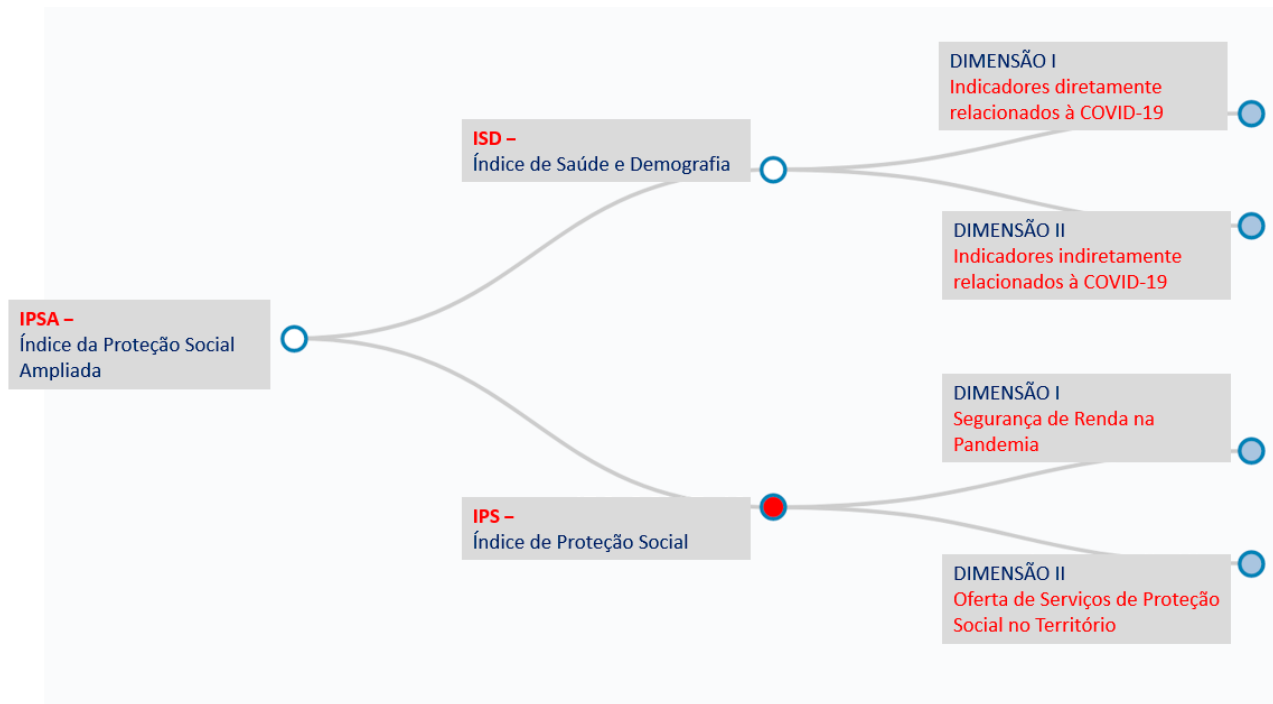 DIMENSÃO I
Indicadores diretamente
relacionados à COVID-19
ISD –
Índice de Saúde e Demografia
DIMENSÃO II
Indicadores indiretamente
relacionados à COVID-19
IPSA –
Índice da Proteção Social
Ampliada
DIMENSÃO I
Segurança de Renda na
Pandemia
IPS –
Índice de Proteção Social
DIMENSÃO II
Oferta de Serviços de Proteção
Social no Território